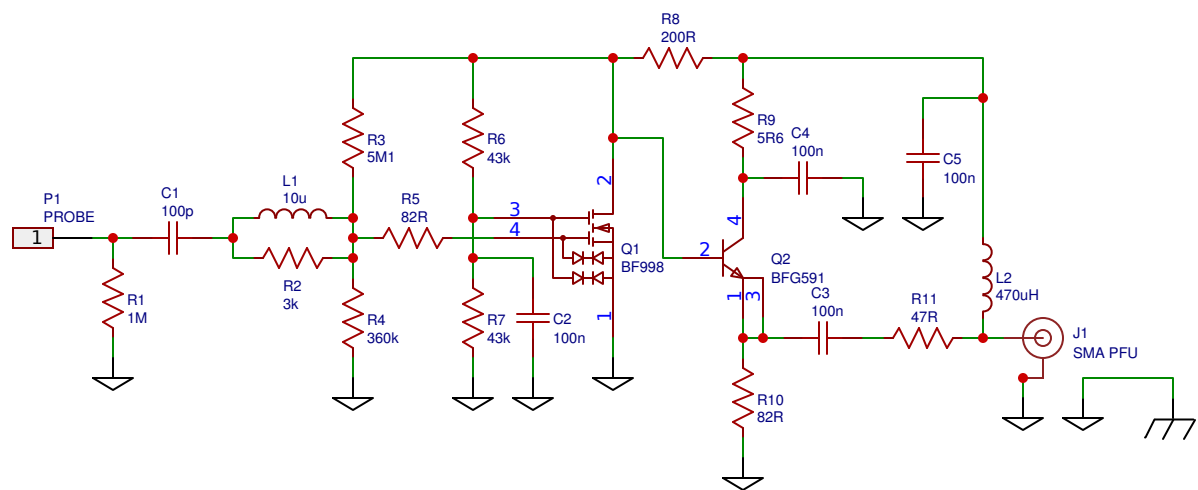 R8
200R
R3
5M1
R6
43k
R9
5R6
C4
100n
C5
100n
P1
PROBE
1
C1
100p
L1
10u
R5
82R
2
3
4
4
2
Q1
BF998
Q2
BFG591
R1
1M
R2
3k
R4
360k
R7
43k
C2
100n
1
1
3
C3
100n
R11
47R
L2
470uH
J1
SMA PFU
R10
82R